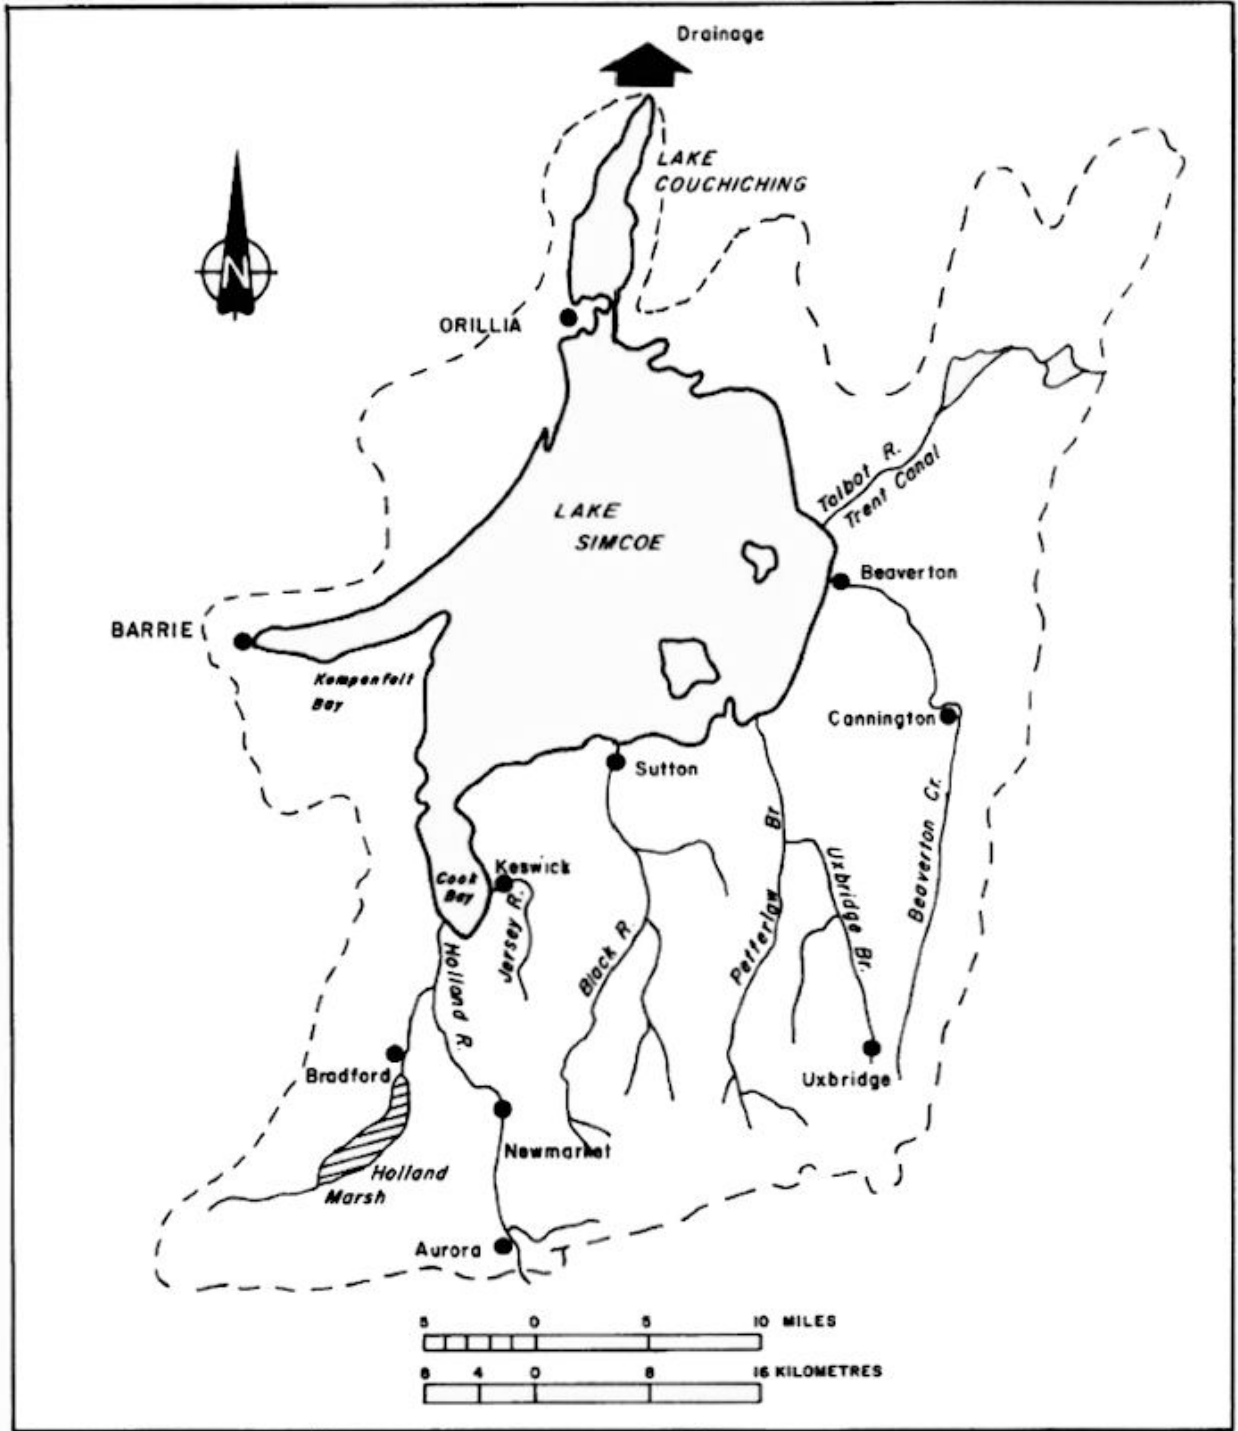 Drainage
LAKE
COUCHICHING
N
ORILLIA
Talbot R.
Trent Canal
LAKE
SIMCOE
Beaverton
BARRIE
Kempenfelt
Bay
Cannington
Sutton
Beaverton Cr.
Br
Pefferlaw
Uxbridge Br.
Keswick
Cook
Bay
Jersey R.
Black R.
Holland R.
Bradford
Uxbridge
Newmarket
Holland
Marsh
Aurora
5 0 5 10 MILES
8 4 0 8 16 KILOMETRES